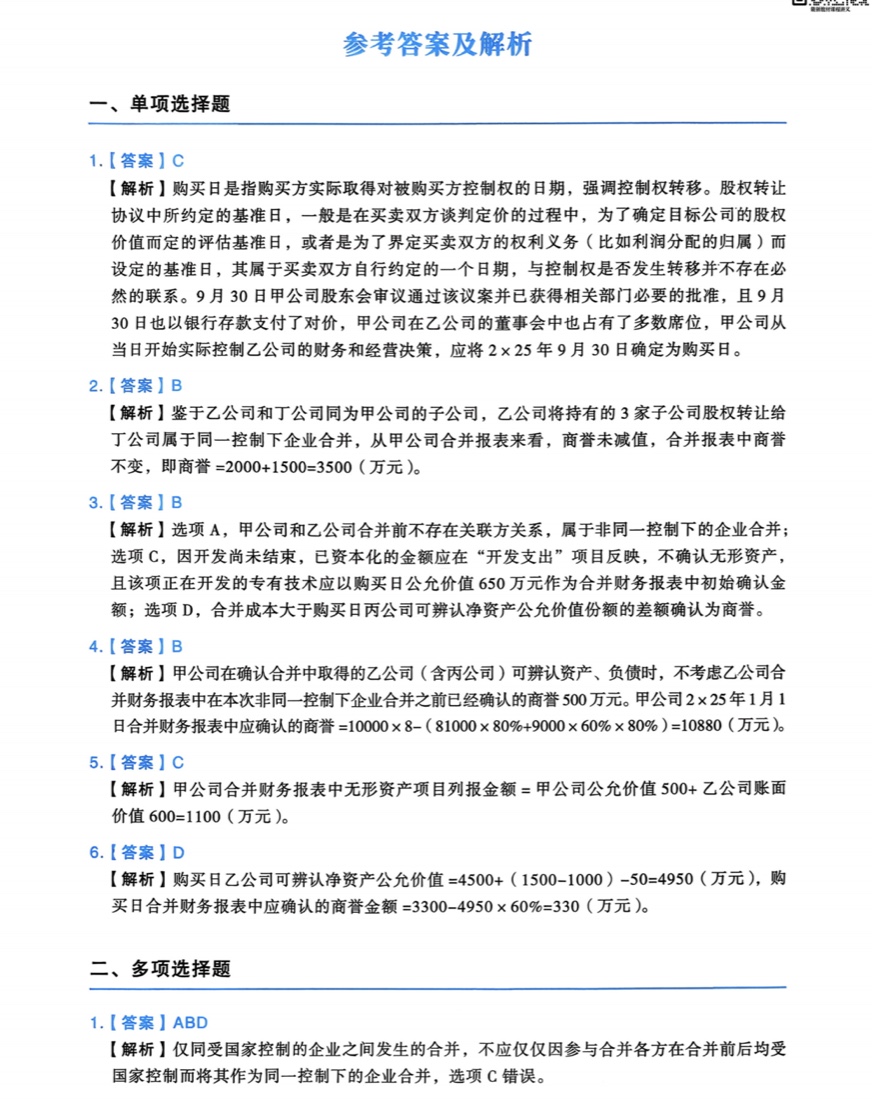 参考答案及解析
一、单项选择题
1.【答案】C
【解析】购买日是指购买方实际取得对被购买方控制权的日期，强调控制权转移。股权转让
协议中所约定的基准日，一般是在买卖双方谈判定价的过程中，为了确定目标公司的股权
价值而定的评估基准日，或者是为了界定买卖双方的权利义务（比如利润分配的归属）而
设定的基准日，其属于买卖双方自行约定的一个日期，与控制权是否发生转移并不存在必
然的联系。9 月 30 日甲公司股东会审议通过该议案并已获得相关部门必要的批准，且 9 月
30 日也以银行存款支付了对价，甲公司在乙公司的董事会中也占有了多数席位，甲公司从
当日开始实际控制乙公司的财务和经营决策，应将 2×25 年 9 月 30 日确定为购买日。
2.【答案】B
【解析】鉴于乙公司和丁公司同为甲公司的子公司，乙公司将持有的 3 家子公司股权转让给
丁公司属于同一控制下企业合并，从甲公司合并报表来看，商誉未减值，合并报表中商誉
不变，即商誉 =2000+1500=3500（万元）。
3.【答案】B
【解析】选项 A，甲公司和乙公司合并前不存在关联方关系，属于非同一控制下的企业合并；
选项 C，因开发尚未结束，已资本化的金额应在“开发支出”项目反映，不确认无形资产，
且该项正在开发的专有技术应以购买日公允价值 650 万元作为合并财务报表中初始确认金
额；选项 D，合并成本大于购买日丙公司可辨认净资产公允价值份额的差额确认为商誉。
4.【答案】B
【解析】甲公司在确认合并中取得的乙公司（含丙公司）可辨认资产、负债时，不考虑乙公司合
并财务报表中在本次非同一控制下企业合并之前已经确认的商誉 500 万元。甲公司 2×25 年 1 月 1
日合并财务报表中应确认的商誉 =10000×8-（81000×80%+9000×60%×80%）=10880（万元）。
5.【答案】C
【解析】甲公司合并财务报表中无形资产项目列报金额 = 甲公司公允价值 500+ 乙公司账面
价值 600=1100（万元）。
6.【答案】D
【解析】购买日乙公司可辨认净资产公允价值 =4500+（1500-1000）-50=4950（万元），购
买日合并财务报表中应确认的商誉金额 =3300-4950×60%=330（万元）。
二、多项选择题
1.【答案】ABD
【解析】仅同受国家控制的企业之间发生的合并，不应仅仅因参与合并各方在合并前后均受
国家控制而将其作为同一控制下的企业合并，选项 C 错误。